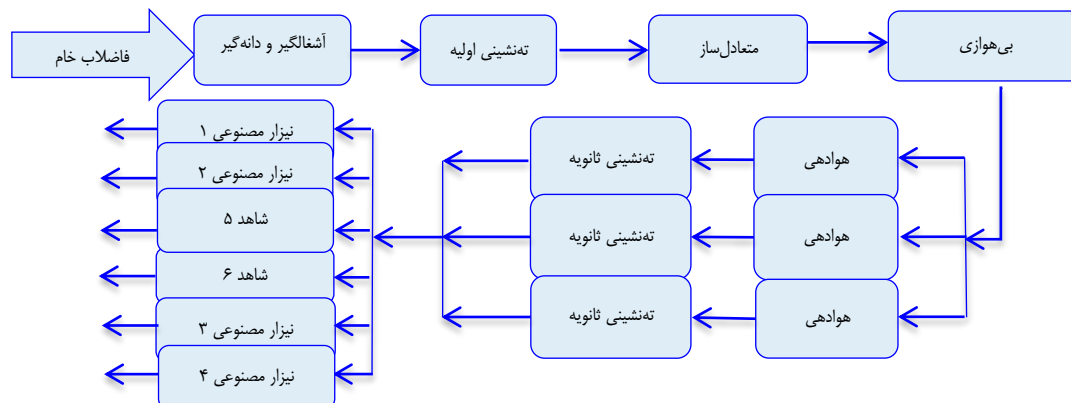 فاضلاب خام
آشغالگیر و دانه‌گیر
ته‌نشینی اولیه
متعادل‌ساز
بی‌هوازی
هوادهی
ته‌نشینی ثانویه
هوادهی
ته‌نشینی ثانویه
هوادهی
ته‌نشینی ثانویه
نیزار مصنوعی ۱
نیزار مصنوعی ۲
شاهد ۵
شاهد ۶
نیزار مصنوعی ۳
نیزار مصنوعی ۴